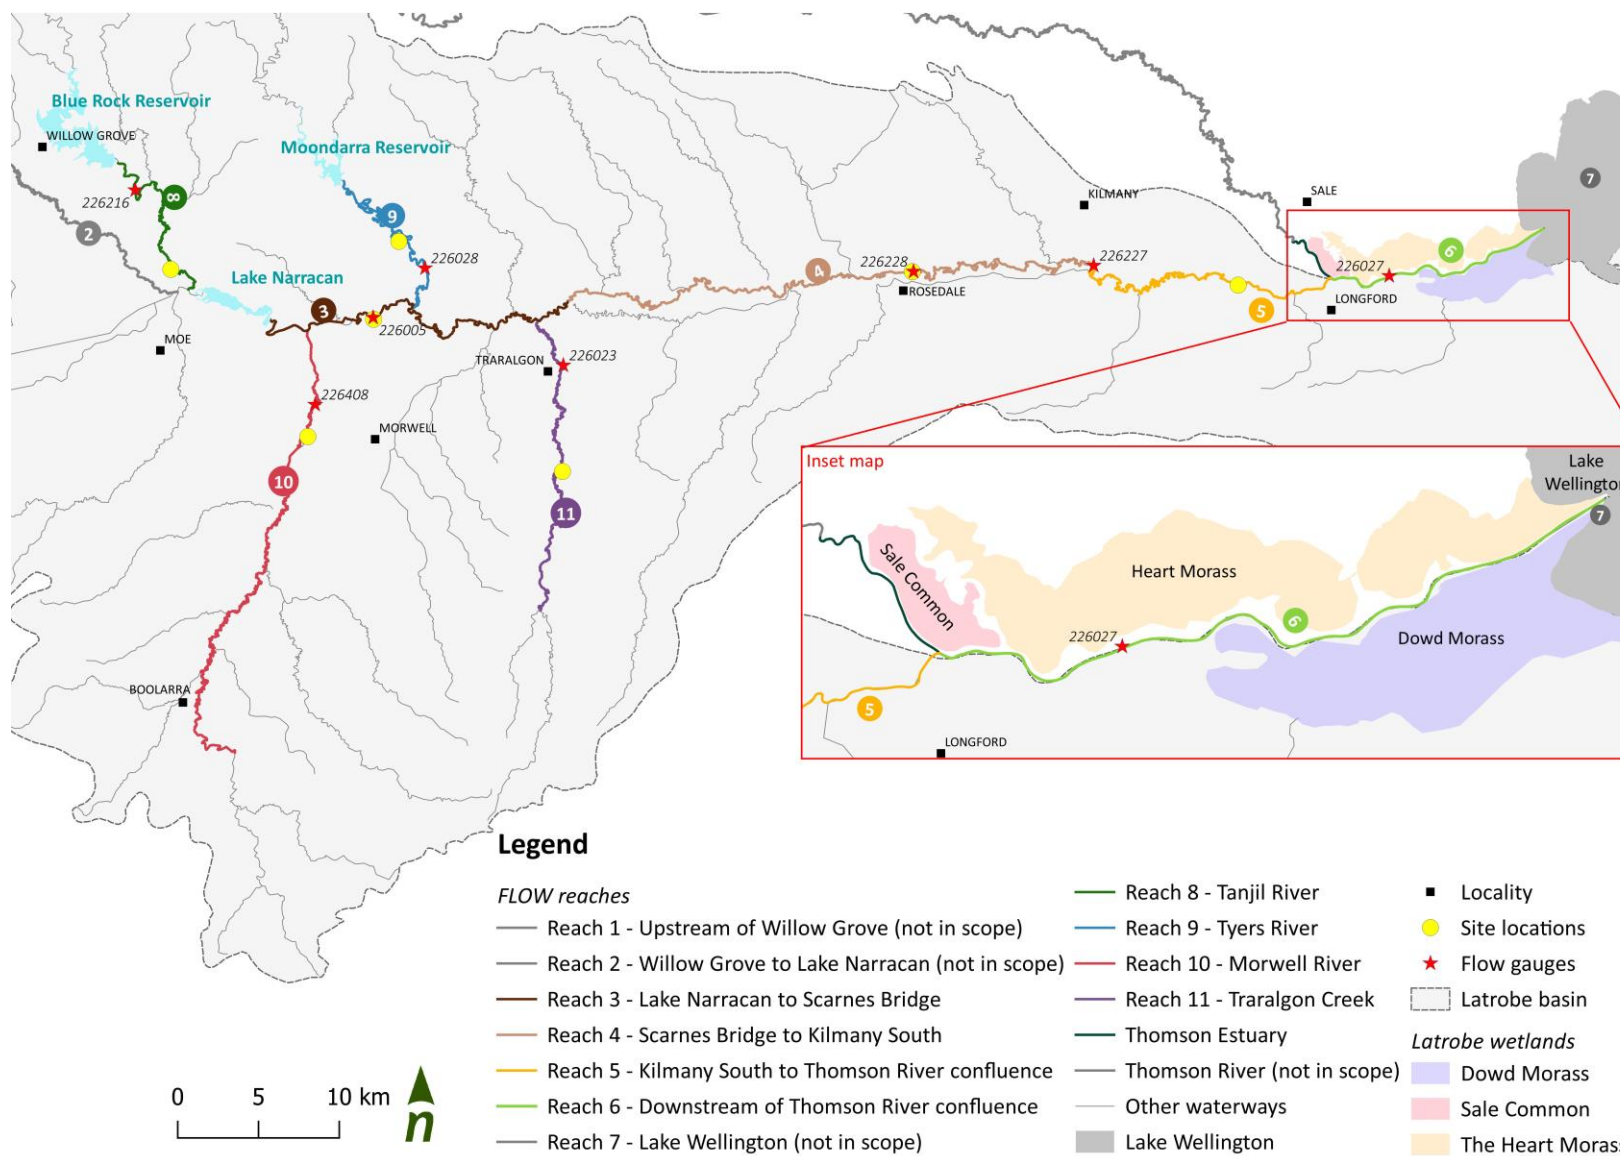 Blue Rock Reservoir
WILLOW GROVE
226216
8
2
Moondarra Reservoir
9
226028
Lake Narracan
3
226005
MOE
226408
MORWELL
10
BOOLARRA
TRARALGON
226023
11
4
226228
ROSEDALE
KILMANY
226227
5
SALE
7
6
226027
LONGFORD
Inset map
Lake
Wellington
7
Sale Common
Heart Morass
226027
6
Dowd Morass
5
LONGFORD
Legend
FLOW reaches
Reach 1 - Upstream of Willow Grove (not in scope)
Reach 2 - Willow Grove to Lake Narracan (not in scope)
Reach 3 - Lake Narracan to Scarnes Bridge
Reach 4 - Scarnes Bridge to Kilmany South
Reach 5 - Kilmany South to Thomson River confluence
Reach 6 - Downstream of Thomson River confluence
Reach 7 - Lake Wellington (not in scope)
Reach 8 - Tanjil River
Reach 9 - Tyers River
Reach 10 - Morwell River
Reach 11 - Traralgon Creek
Thomson Estuary
Thomson River (not in scope)
Other waterways
Lake Wellington
Locality
Site locations
Flow gauges
Latrobe basin
Latrobe wetlands
Dowd Morass
Sale Common
The Heart Morass
0 5 10 km
n